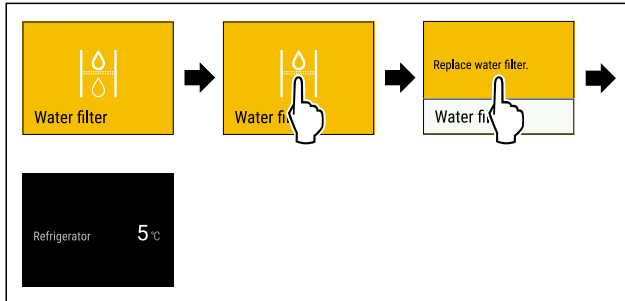 Water filter
Water fi
Replace water filter.
Water fi
Refrigerator 5 °C